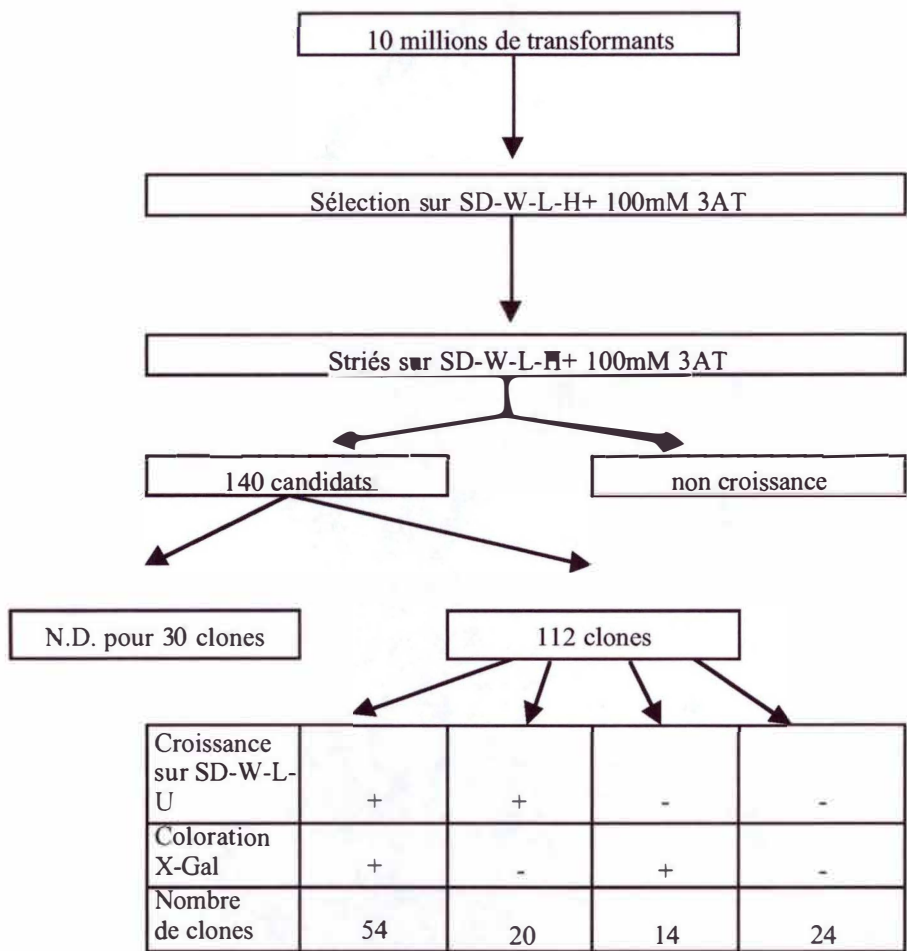 10 millions de transformants
Sélection sur SD-W-L-H+ 100mM 3AT
Striés sur SD-W-L-H+ 100mM 3AT
140 candidats
non croissance
N.D. pour 30 clones
112 clones
Croissance
sur SD-W-L-
U + + - -
Coloration
X-Gal + - + -
Nombre
de clones 54 20 14 24